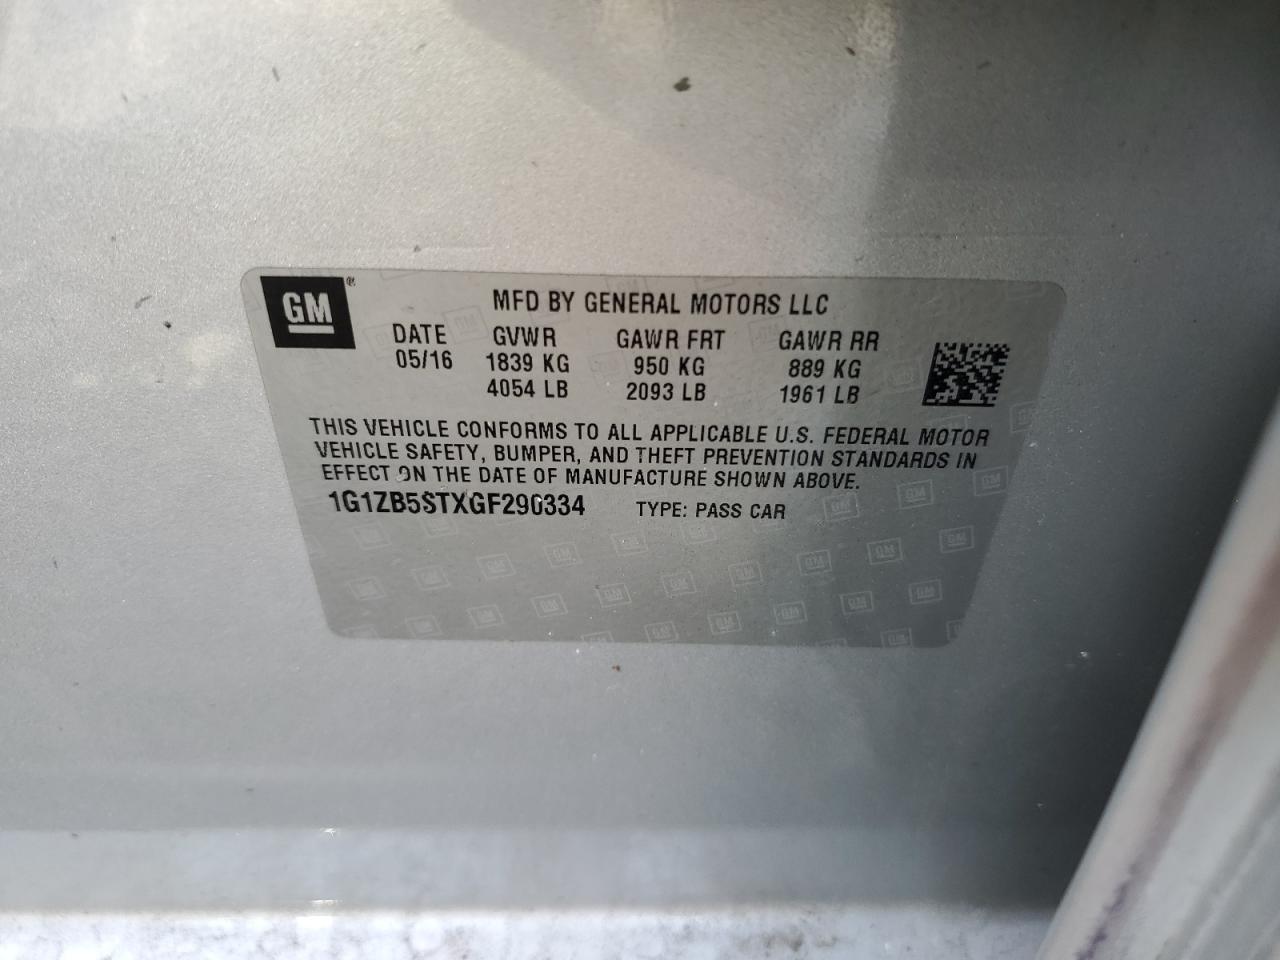 GM®
MFD BY GENERAL MOTORS LLC
DATE GVWR GAWR FRT GAWR RR
05/16 1839 KG 950 KG 889 KG
4054 LB 2093 LB 1961 LB
THIS VEHICLE CONFORMS TO ALL APPLICABLE U.S. FEDERAL MOTOR
VEHICLE SAFETY, BUMPER, AND THEFT PREVENTION STANDARDS IN
EFFECT ON THE DATE OF MANUFACTURE SHOWN ABOVE.
1G1ZB5STXGF290334 TYPE: PASS CAR